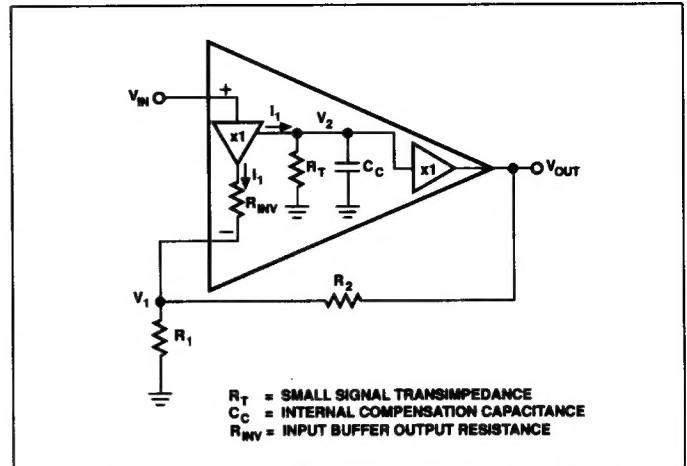 V_IN
+
x1
I_1
V_2
I_1
R_INV
R_T
C_C
x1
V_OUT
−
V_1
R_2
R_1
R_T = SMALL SIGNAL TRANSIMPEDANCE
C_C = INTERNAL COMPENSATION CAPACITANCE
R_INV = INPUT BUFFER OUTPUT RESISTANCE